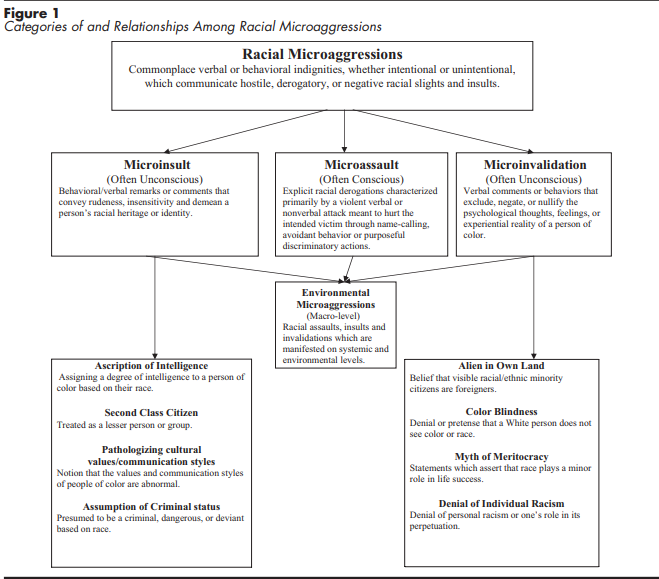 Figure 1
Categories of and Relationships Among Racial Microaggressions
Racial Microaggressions
Commonplace verbal or behavioral indignities, whether intentional or unintentional,
which communicate hostile, derogatory, or negative racial slights and insults.
Microinsult
(Often Unconscious)
Behavioral/verbal remarks or comments that
convey rudeness, insensitivity and demean a
person's racial heritage or identity.
Microassault
(Often Conscious)
Explicit racial derogations characterized
primarily by a violent verbal or
nonverbal attack meant to hurt the
intended victim through name-calling,
avoidant behavior or purposeful
discriminatory actions.
Microinvalidation
(Often Unconscious)
Verbal comments or behaviors that
exclude, negate, or nullify the
psychological thoughts, feelings, or
experiential reality of a person of
color.
Environmental
Microaggressions
(Macro-level)
Racial assaults, insults and
invalidations which are
manifested on systemic and
environmental levels.
Ascription of Intelligence
Assigning a degree of intelligence to a person of
color based on their race.
Second Class Citizen
Treated as a lesser person or group.
Pathologizing cultural
values/communication styles
Notion that the values and communication styles
of people of color are abnormal.
Assumption of Criminal status
Presumed to be a criminal, dangerous, or deviant
based on race.
Alien in Own Land
Belief that visible racial/ethnic minority
citizens are foreigners.
Color Blindness
Denial or pretense that a White person does not
see color or race.
Myth of Meritocracy
Statements which assert that race plays a minor
role in life success.
Denial of Individual Racism
Denial of personal racism or one's role in its
perpetuation.